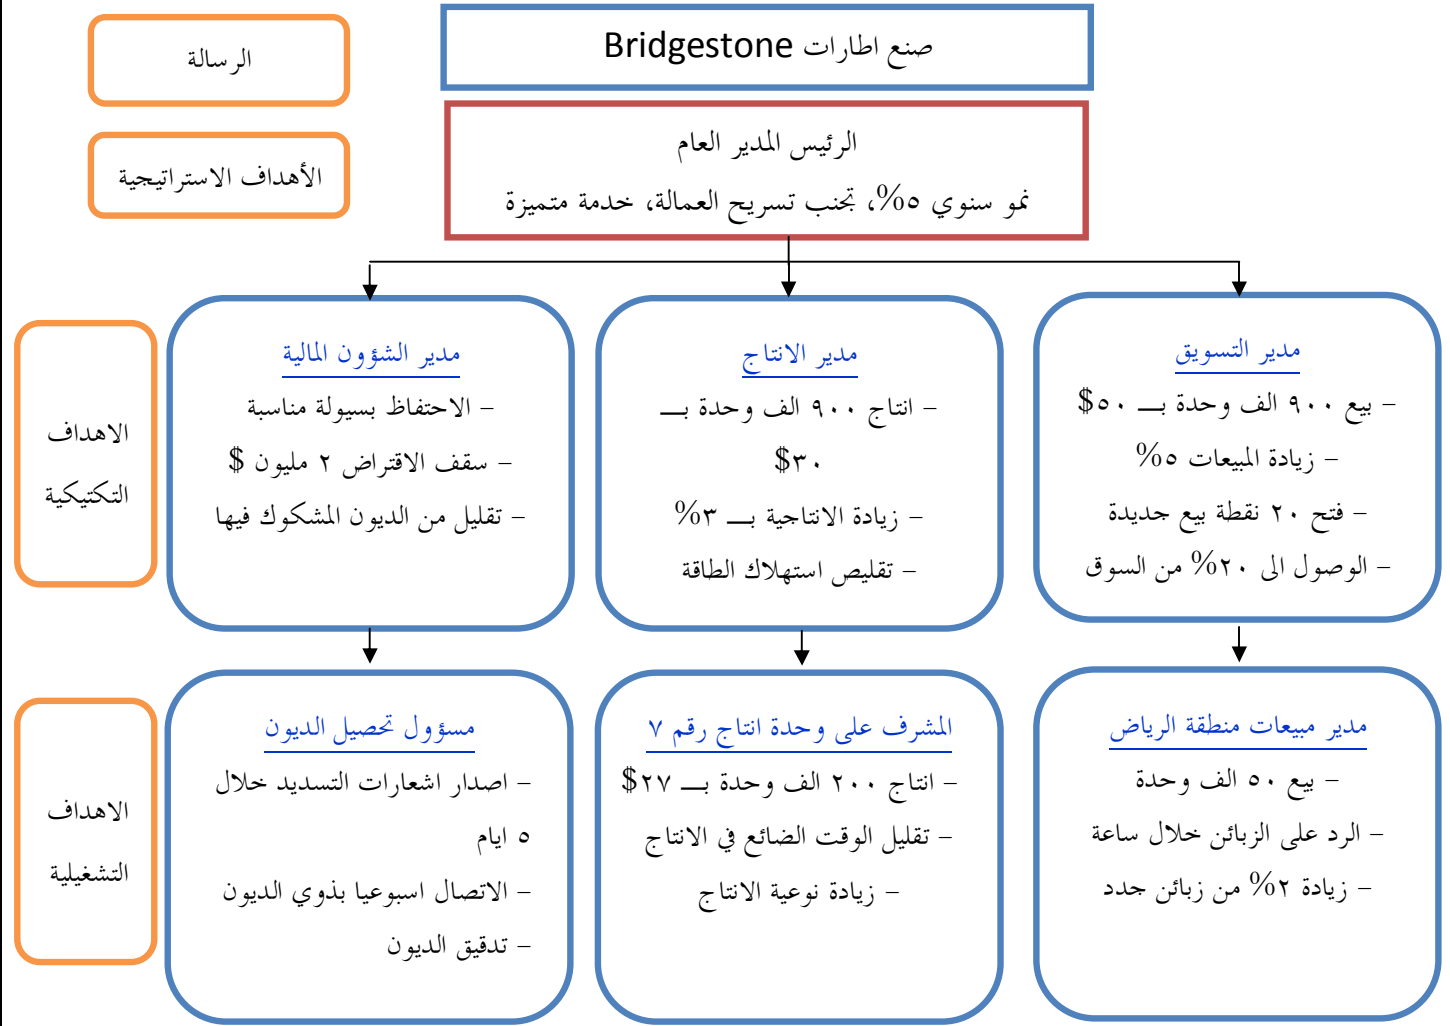 الرسالة
صنع اطارات Bridgestone
الأهداف الاستراتيجية
الرئيس المدير العام
نمو سنوي ٥%، تجنب تسريح العمالة، خدمة متميزة
الاهداف
التكتيكية
مدير التسويق
– بيع ٩٠٠ الف وحدة بـــ ٥٠$
– زيادة المبيعات ٥%
– فتح ٢٠ نقطة بيع جديدة
– الوصول الى ٢٠% من السوق
مدير الانتاج
– انتاج ٩٠٠ الف وحدة بـــ
٣٠$
– زيادة الانتاجية بـــ ٣%
– تقليص استهلاك الطاقة
مدير الشؤون المالية
– الاحتفاظ بسيولة مناسبة
– سقف الاقتراض ٢ مليون $
– تقليل من الديون المشكوك فيها
الاهداف
التشغيلية
مدير مبيعات منطقة الرياض
– بيع ٥٠ الف وحدة
– الرد على الزبائن خلال ساعة
– زيادة ٢% من زبائن جدد
المشرف على وحدة انتاج رقم ٧
– انتاج ٢٠٠ الف وحدة بـــ ٢٧$
– تقليل الوقت الضائع في الانتاج
– زيادة نوعية الانتاج
مسؤول تحصيل الديون
– اصدار اشعارات التسديد خلال
٥ ايام
– الاتصال اسبوعيا بذوي الديون
– تدقيق الديون